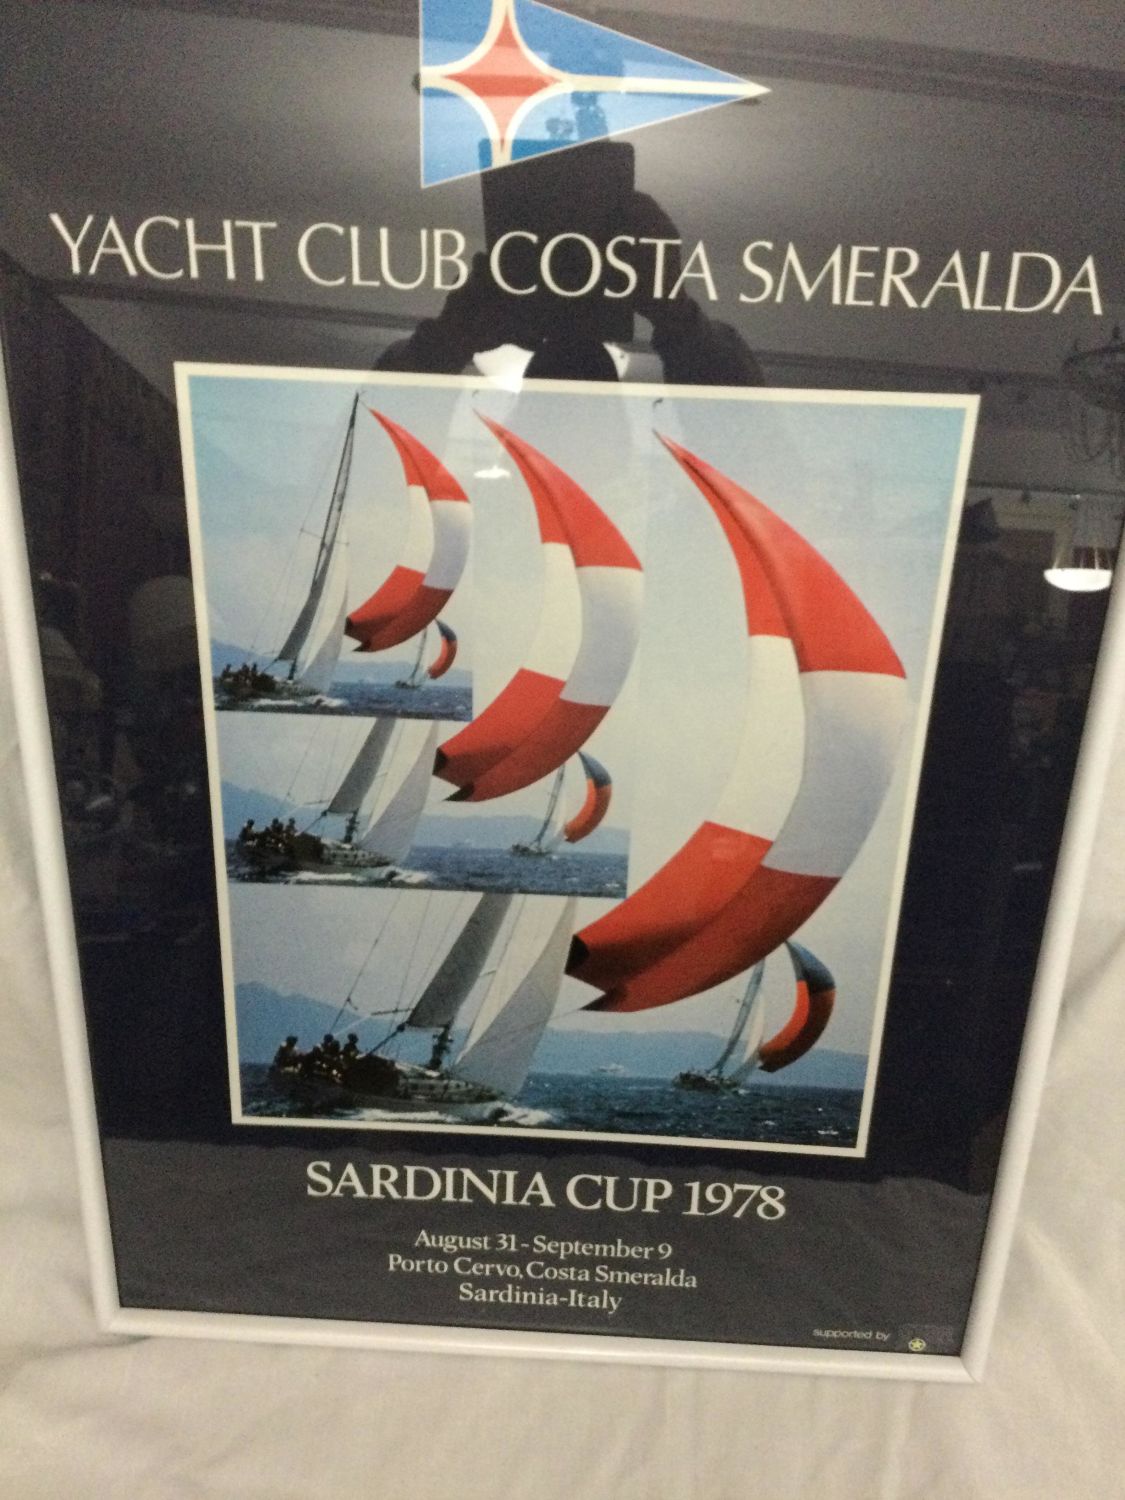 YACHT CLUB COSTA SMERALDA
SARDINIA CUP 1978
August 31-September 9
Porto Cervo, Costa Smeralda
Sardinia-Italy
supported by